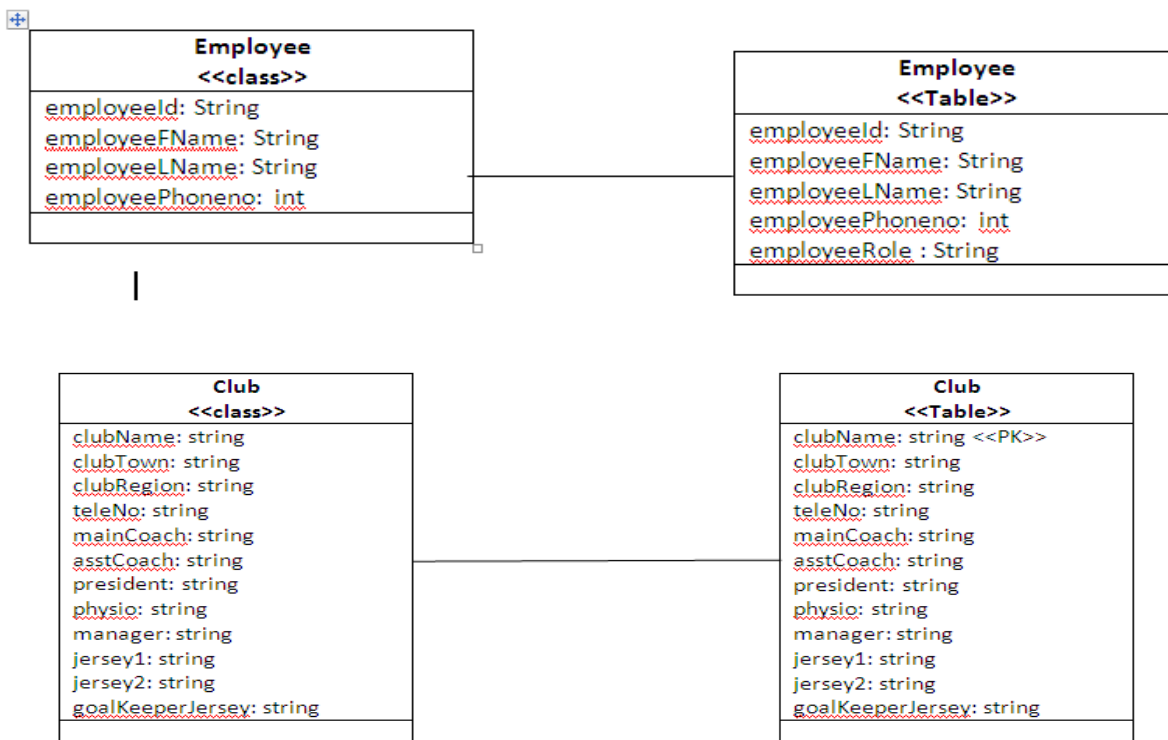 Employee
<<class>>
employeeId: String
employeeFName: String
employeeLName: String
employeePhoneno: int
Employee
<<Table>>
employeeId: String
employeeFName: String
employeeLName: String
employeePhoneno: int
employeeRole : String
Club
<<class>>
clubName: string
clubTown: string
clubRegion: string
teleNo: string
mainCoach: string
asstCoach: string
president: string
physio: string
manager: string
jersey1: string
jersey2: string
goalKeeperJersey: string
Club
<<Table>>
clubName: string <<PK>>
clubTown: string
clubRegion: string
teleNo: string
mainCoach: string
asstCoach: string
president: string
physio: string
manager: string
jersey1: string
jersey2: string
goalKeeperJersey: string